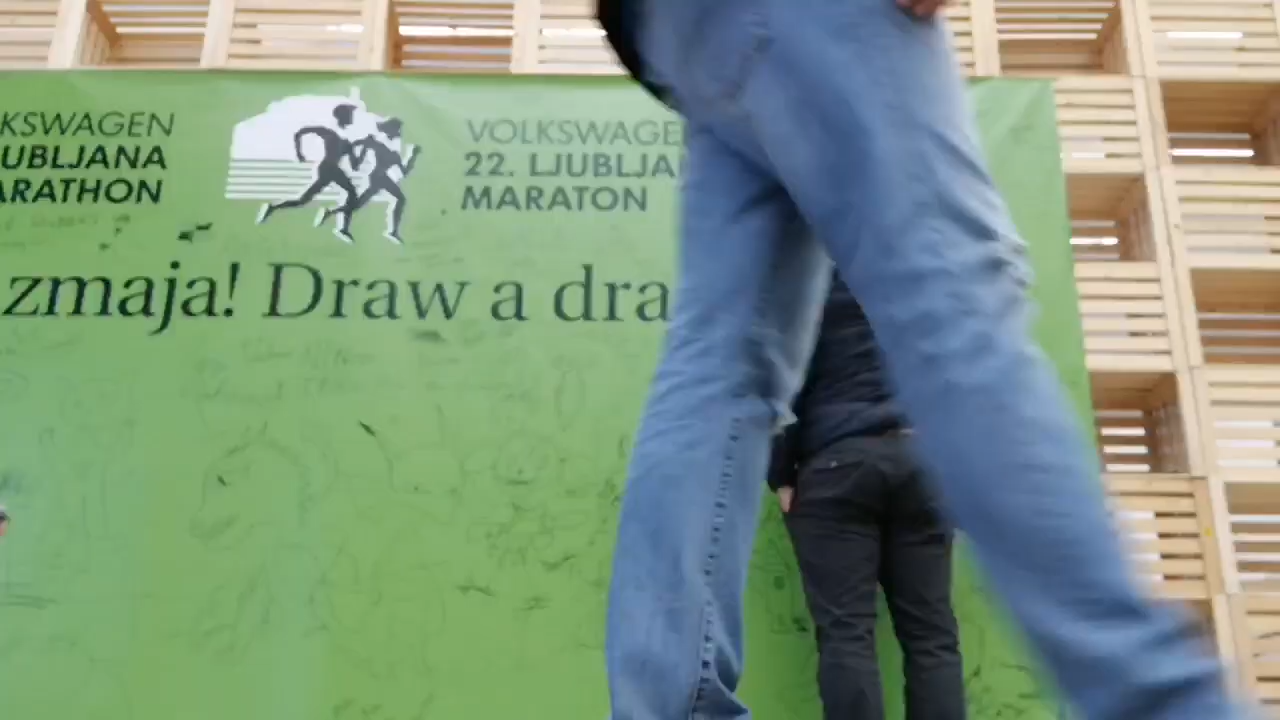 KSWAGEN
UBLJANA
ARATHON
VOLKSWAGE
22. LJUBLJA
MARATON
zmaja! Draw a dra